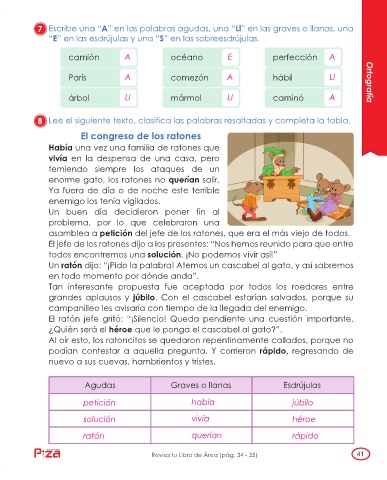 7 Escribe una "A" en las palabras agudas, una "Ll" en las graves o llanas, una
"E" en las esdrújulas y una "S" en las sobreesdrújulas.
camión A océano E perfección A
París A comezón A hábil Ll
árbol Ll mármol Ll caminó A
Ortografía
8 Lee el siguiente texto, clasifica las palabras resaltadas y completa la tabla.
El congreso de los ratones
Había una vez una familia de ratones que
vivía en la despensa de una casa, pero
temiendo siempre los ataques de un
enorme gato, los ratones no querían salir.
Ya fuera de día o de noche este terrible
enemigo los tenía vigilados.
Un buen día decidieron poner fin al
problema, por lo que celebraron una
asamblea a petición del jefe de los ratones, que era el más viejo de todos.
El jefe de los ratones dijo a los presentes: "Nos hemos reunido para que entre
todos encontremos una solución. ¡No podemos vivir así!"
Un ratón dijo: "¡Pido la palabra! Atemos un cascabel al gato, y así sabremos
en todo momento por dónde anda".
Tan interesante propuesta fue aceptada por todos los roedores entre
grandes aplausos y júbilo. Con el cascabel estarían salvados, porque su
campanilleo les avisaría con tiempo de la llegada del enemigo.
El ratón jefe gritó: "¡Silencio! Queda pendiente una cuestión importante.
¿Quién será el héroe que le ponga el cascabel al gato?".
Al oír esto, los ratoncitos se quedaron repentinamente callados, porque no
podían contestar a aquella pregunta. Y corrieron rápido, regresando de
nuevo a sus cuevas, hambrientos y tristes.
Agudas Graves o llanas Esdrújulas
petición había júbilo
solución vivía héroe
ratón querían rápido
Piza
Revisa tu Libro de Área (pág. 34 - 35)
41